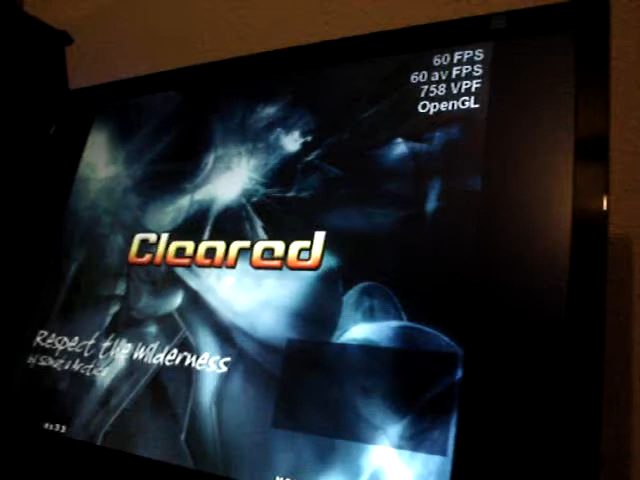 60 FPS
60 av FPS
758 VPF
OpenGL
Cleared
Respect the wilderness